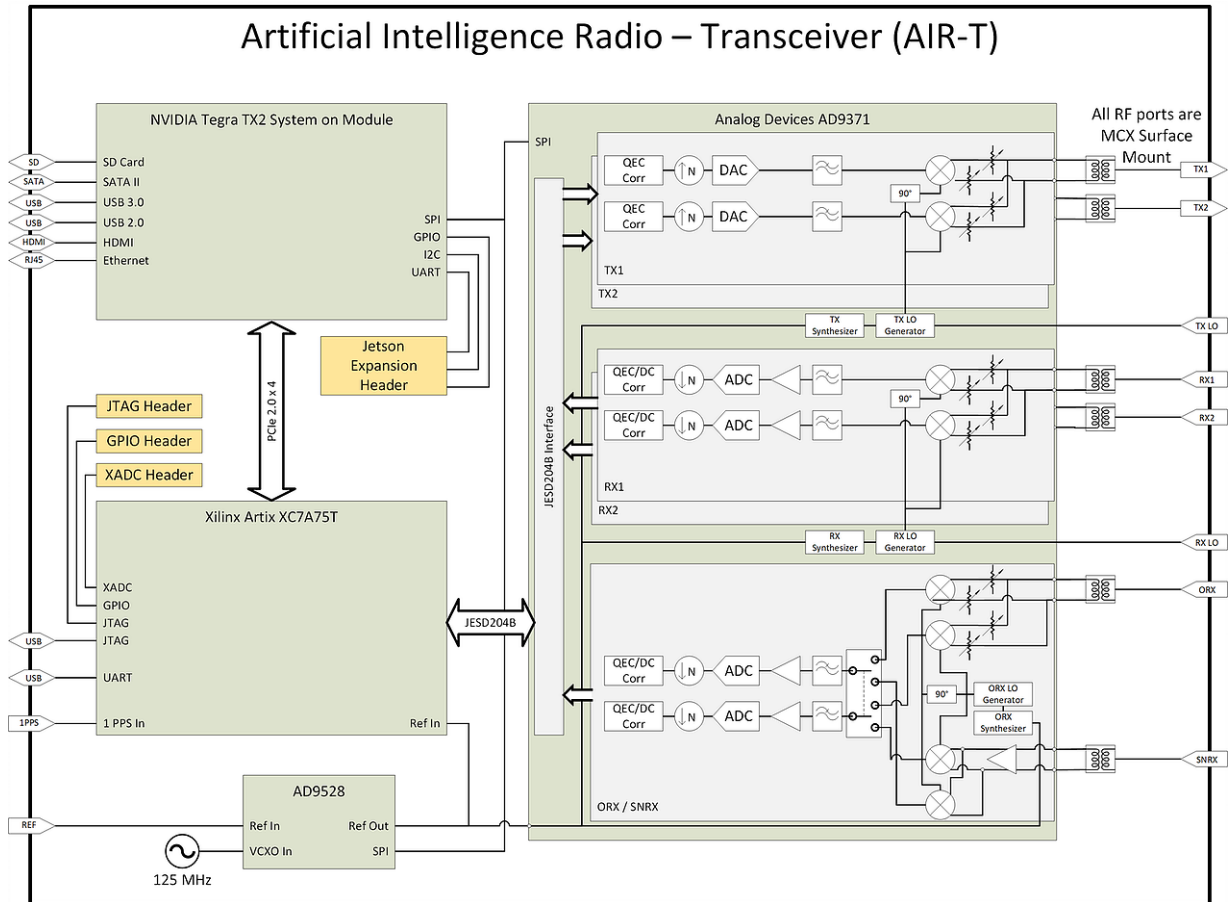 Artificial Intelligence Radio – Transceiver (AIR-T)
NVIDIA Tegra TX2 System on Module
SD
SD Card
SATA
SATA II
USB
USB 3.0
USB
USB 2.0
HDMI
HDMI
RJ45
Ethernet
SPI
GPIO
I2C
UART
Jetson
Expansion
Header
PCIe 2.0 x 4
JTAG Header
GPIO Header
XADC Header
Xilinx Artix XC7A75T
XADC
GPIO
JTAG
USB
JTAG
USB
UART
1PPS
1 PPS In
Ref In
JESD204B
AD9528
REF
Ref In
Ref Out
VCXO In
SPI
125 MHz
Analog Devices AD9371
SPI
JESD204B Interface
All RF ports are
MCX Surface
Mount
QEC
Corr
N
DAC
90°
QEC
Corr
N
DAC
TX1
TX2
TX1
TX2
TX
Synthesizer
TX LO
Generator
TX LO
QEC/DC
Corr
N
ADC
90°
QEC/DC
Corr
N
ADC
RX1
RX2
RX1
RX2
RX
Synthesizer
RX LO
Generator
RX LO
ORX
QEC/DC
Corr
N
ADC
QEC/DC
Corr
N
ADC
90°
ORX LO
Generator
ORX
Synthesizer
SNRX
ORX / SNRX